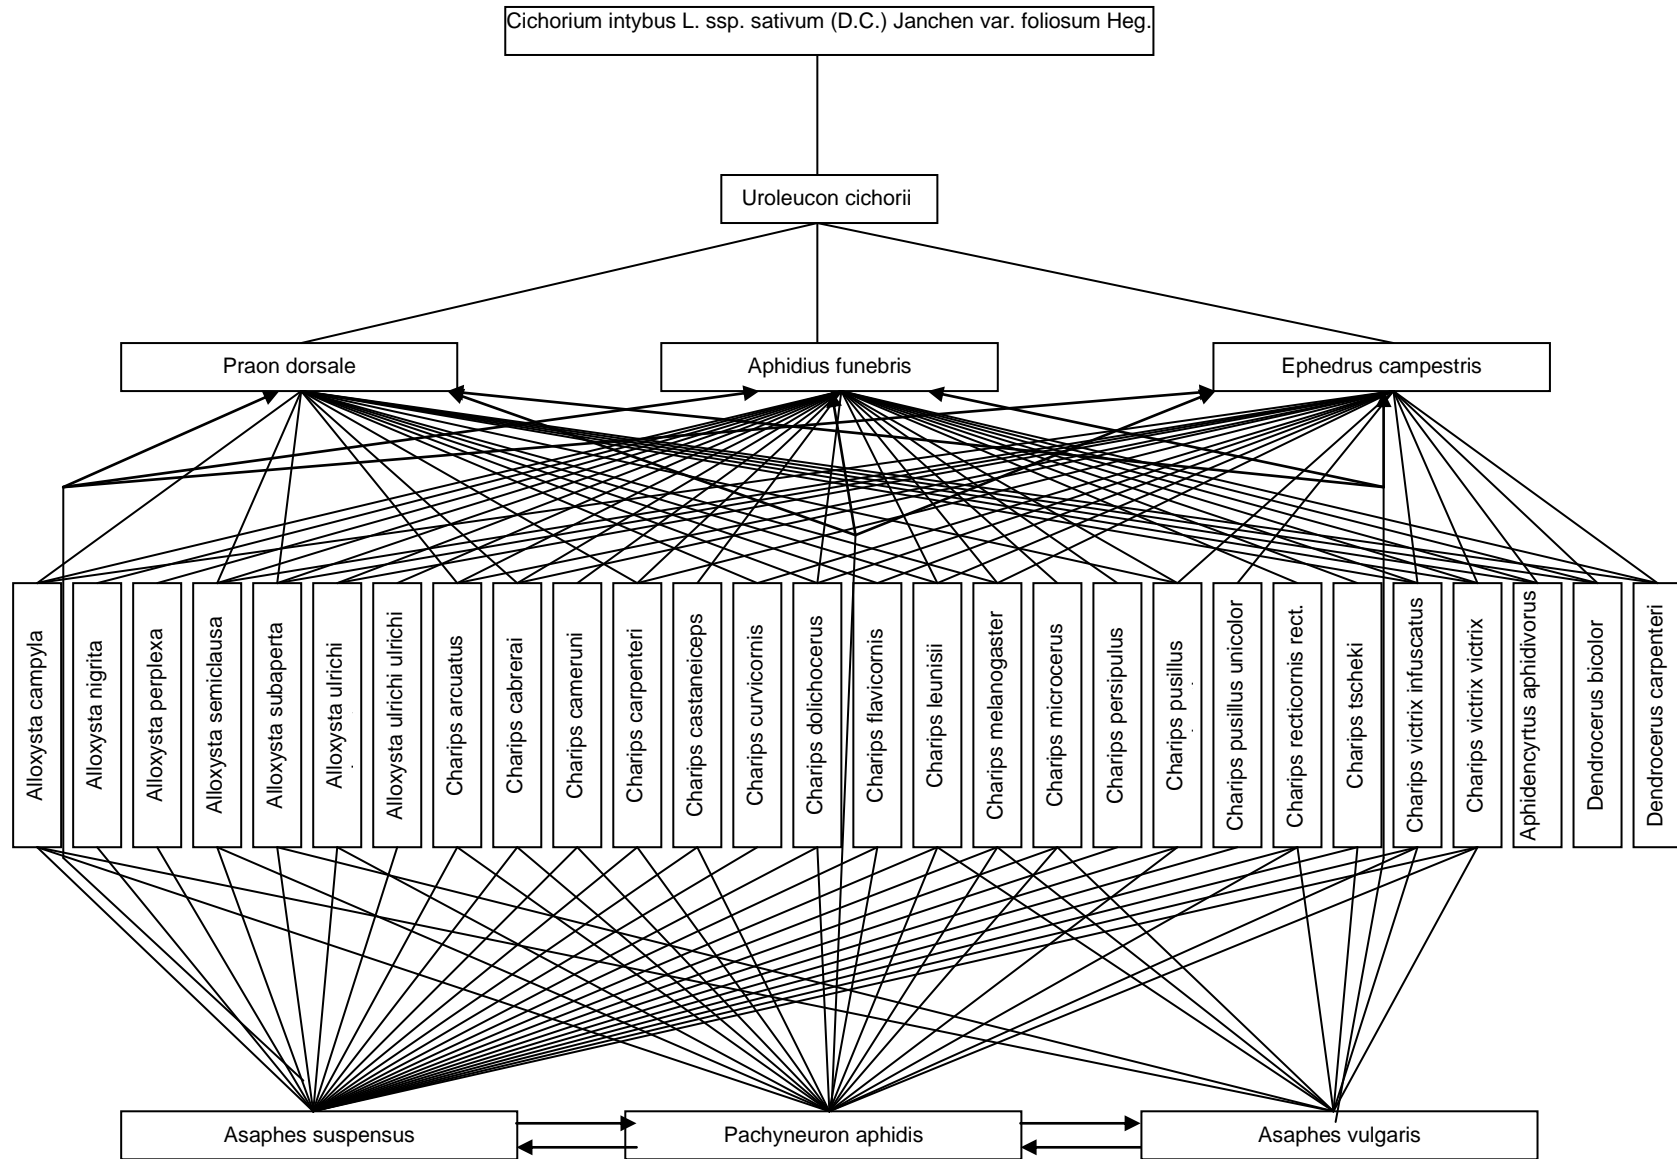 Cichorium intybus L. ssp. sativum (D.C.) Janchen var. foliosum Heg.
Uroleucon cichorii
Praon dorsale
Aphidius funebris
Ephedrus campestris
Alloxysta campyla
Alloxysta nigrita
Alloxysta perplexa
Alloxysta semiclausa
Alloxysta subaperta
Alloxysta ulrichi
Alloxysta ulrichi ulrichi
Charips arcuatus
Charips cabrerai
Charips cameruni
Charips carpenteri
Charips castaneiceps
Charips curvicornis
Charips dolichocerus
Charips flavicornis
Charips leunisii
Charips melanogaster
Charips microcerus
Charips persipulus
Charips pusillus
Charips pusillus unicolor
Charips recticornis rect.
Charips tscheki
Charips victrix infuscatus
Charips victrix victrix
Aphidencyrtus aphidivorus
Dendrocerus bicolor
Dendrocerus carpenteri
Asaphes suspensus
Pachyneuron aphidis
Asaphes vulgaris